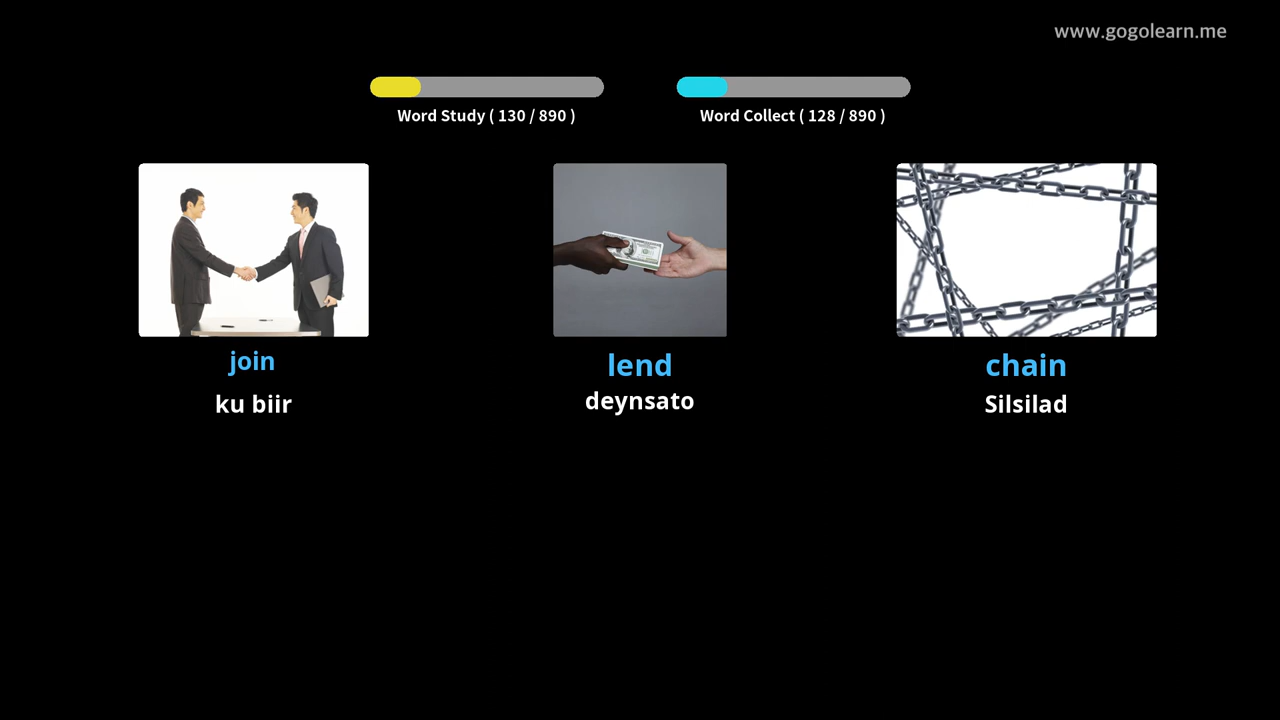 www.gogolearn.me
Word Study ( 130 / 890 )
Word Collect ( 128 / 890 )
join
ku biir
lend
deynsato
chain
Silsilad